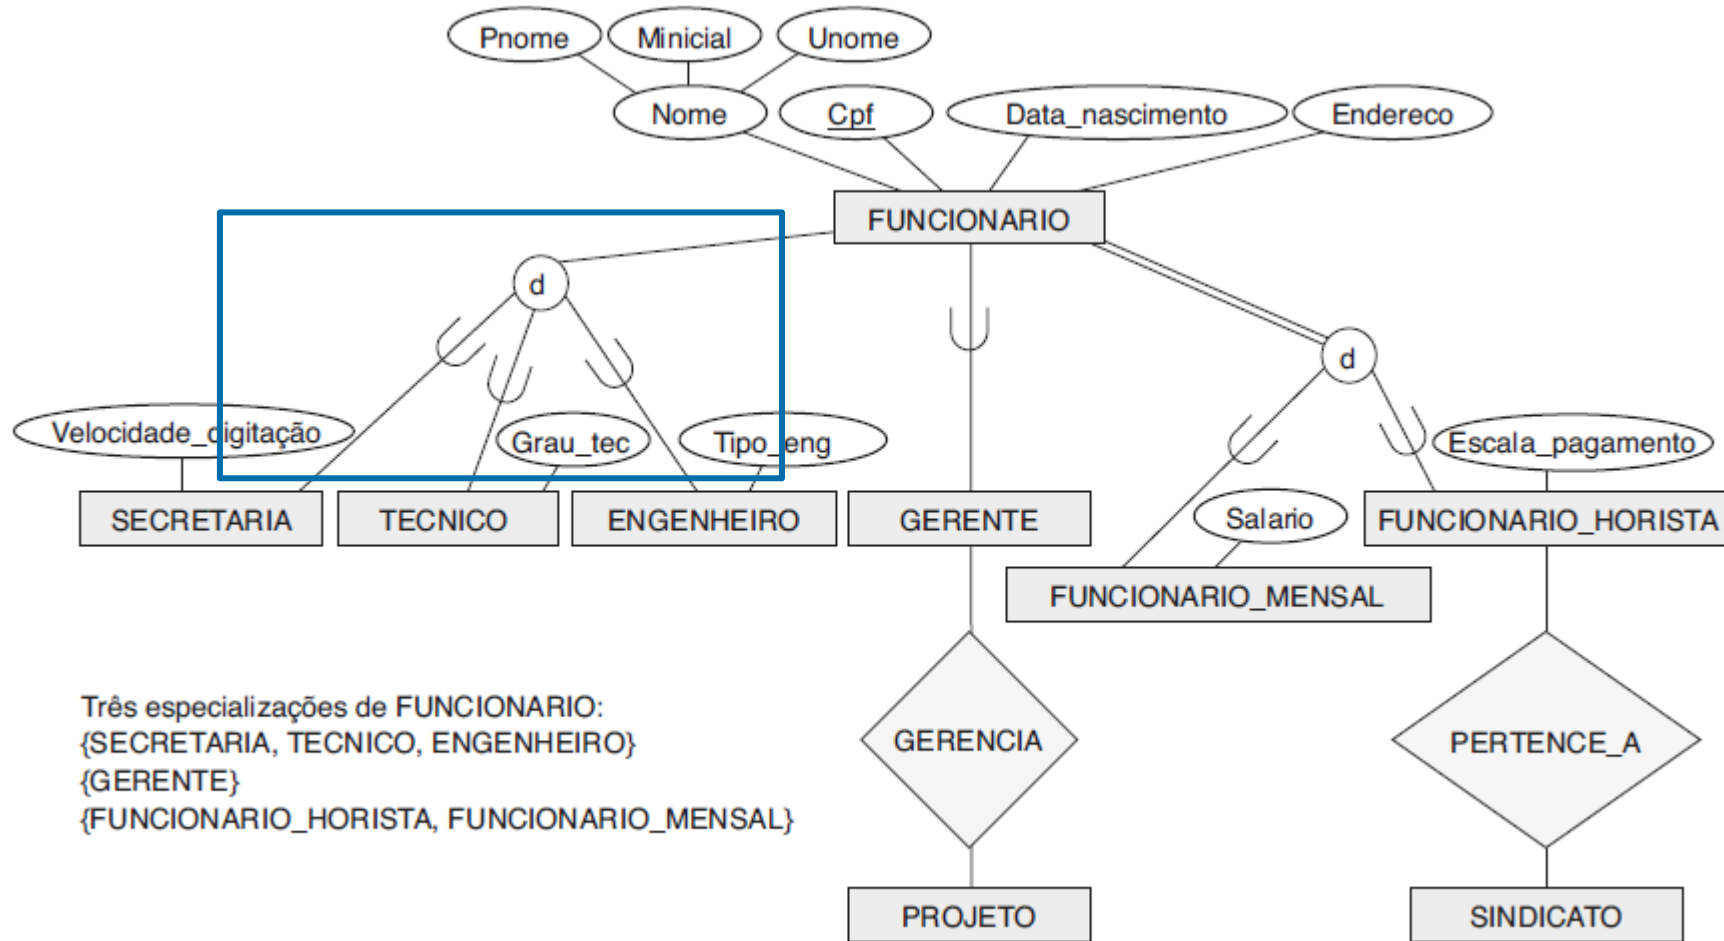 Pnome Minicial Unome
Nome Cpf Data_nascimento Endereco
FUNCIONARIO
d
d
Velocidade_digitação Grau_tec Tipo_eng Escala_pagamento
SECRETARIA TECNICO ENGENHEIRO GERENTE Salario FUNCIONARIO_HORISTA
FUNCIONARIO_MENSAL
Três especializações de FUNCIONARIO:
{SECRETARIA, TECNICO, ENGENHEIRO}
{GERENTE}
{FUNCIONARIO_HORISTA, FUNCIONARIO_MENSAL}
GERENCIA PERTENCE_A
PROJETO SINDICATO